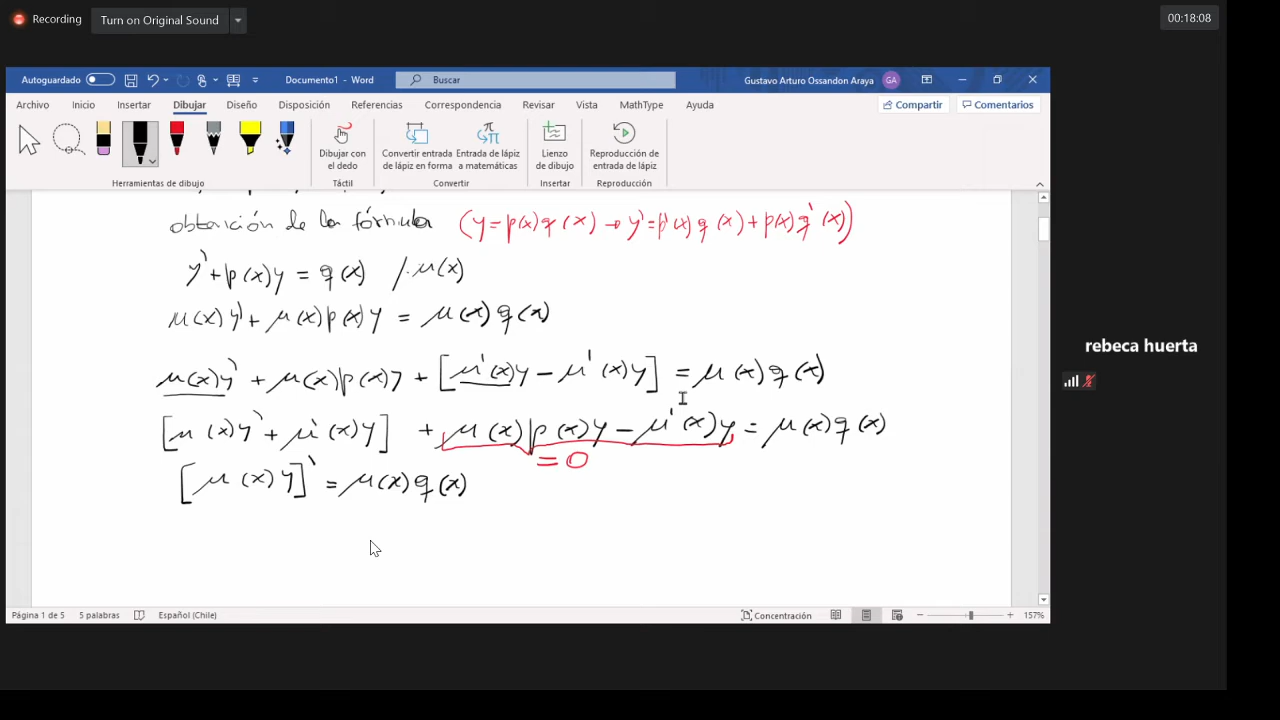 Recording
Turn on Original Sound
00:18:08
Autoguardado
Documento1 - Word
Buscar
Gustavo Arturo Ossandon Araya
GA
Archivo Inicio Insertar Dibujar Diseño Disposición Referencias Correspondencia Revisar Vista MathType Ayuda
Compartir Comentarios
Dibujar con el dedo
Convertir entrada de lápiz en forma
Entrada de lápiz a matemáticas
Lienzo de dibujo
Reproducción de entrada de lápiz
Herramientas de dibujo Táctil Convertir Insertar Reproducción
obtención de la fórmula (y=p(x)q(x) → y'=p'(x)q(x)+p(x)q'(x))
y'+p(x)y = q(x) /·μ(x)
μ(x)y'+ μ(x)p(x)y = μ(x)q(x)
μ(x)y' + μ(x)p(x)y + [μ'(x)y - μ'(x)y] = μ(x)q(x)
[μ(x)y'+ μ'(x)y] + μ(x)p(x)y - μ'(x)y = μ(x)q(x)
= 0
[μ(x)y]' = μ(x)q(x)
rebeca huerta
Página 1 de 5 5 palabras Español (Chile) Concentración 157%